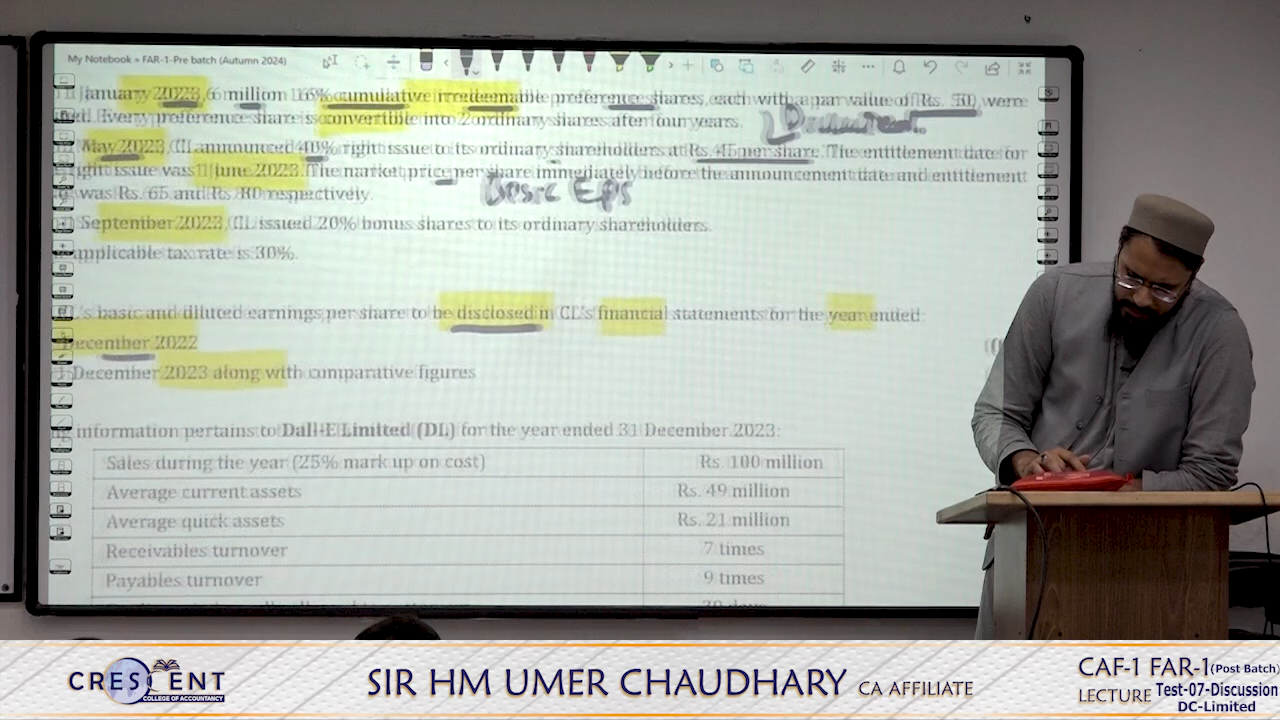 My Notebook » FAR-1-Pre batch (Autumn 2024)
January 2023, 6 million 16% cumulative irredeemable preference shares, each with a par value of Rs. 50, were
Every preference share is convertible into 2 ordinary shares after four years.
May 2023, CL announced 40% right issue to its ordinary shareholders at Rs. 45 per share. The entitlement date for
right issue was 1 June 2023. The market price per share immediately before the announcement date and entitlement
was Rs. 65 and Rs. 80 respectively.
Basic Eps
September 2023, CL issued 20% bonus shares to its ordinary shareholders.
applicable tax rate is 30%.
basic and diluted earnings per share to be disclosed in CL's financial statements for the year ended:
December 2022
December 2023 along with comparative figures
information pertains to Dall-E Limited (DL) for the year ended 31 December 2023:
Sales during the year (25% mark up on cost) Rs. 100 million
Average current assets Rs. 49 million
Average quick assets Rs. 21 million
Receivables turnover 7 times
Payables turnover 9 times
CRESCENT
COLLEGE OF ACCOUNTANCY
SIR HM UMER CHAUDHARY CA AFFILIATE
CAF-1 FAR-1 (Post Batch)
LECTURE Test-07-Discussion
DC-Limited